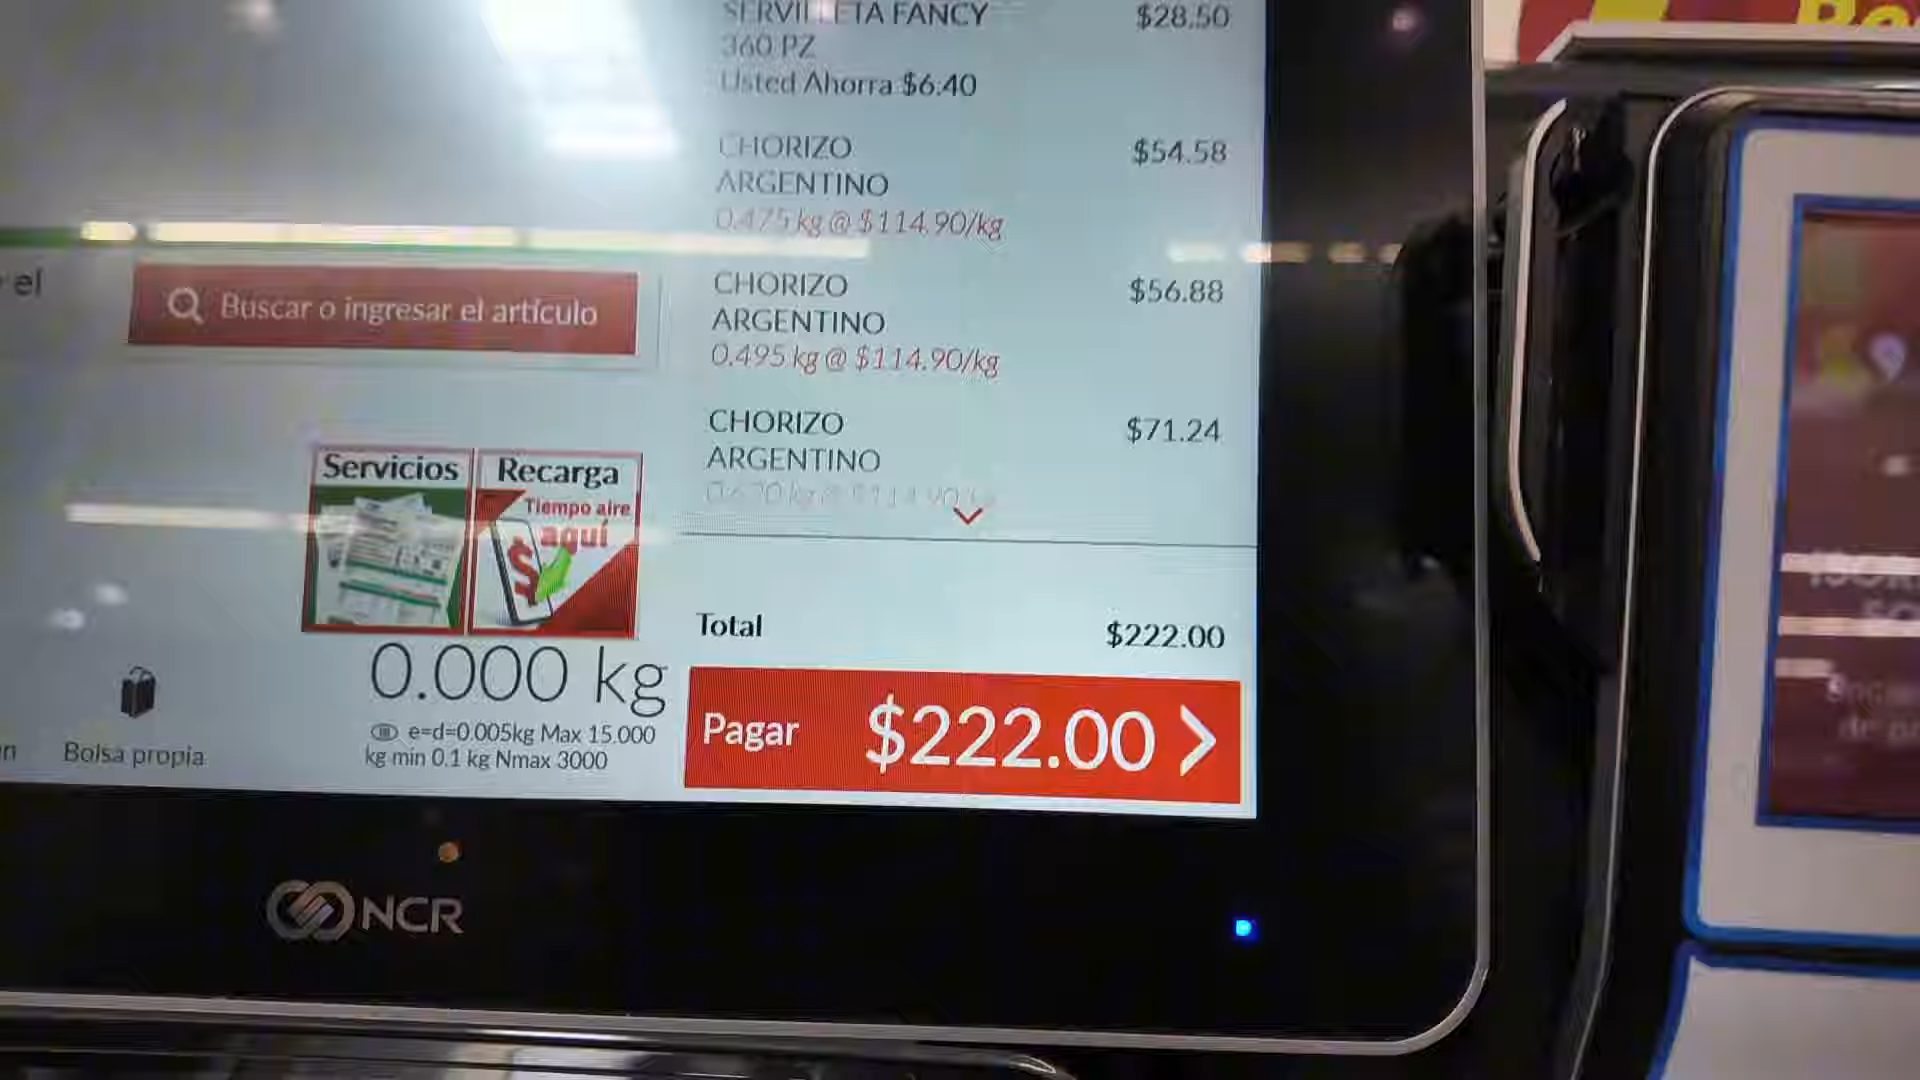 SERVILLETA FANCY $28.50
360 PZ
Usted Ahorra $6.40
CHORIZO $54.58
ARGENTINO
0.475 kg @ $114.90/kg
el
Buscar o ingresar el artículo
CHORIZO $56.88
ARGENTINO
0.495 kg @ $114.90/kg
CHORIZO $71.24
ARGENTINO
Servicios
Recarga
Tiempo aire
aquí
$
Total $222.00
0.000 kg
e=d=0.005kg Max 15.000
kg min 0.1 kg Nmax 3000
Pagar $222.00
Bolsa propia
NCR